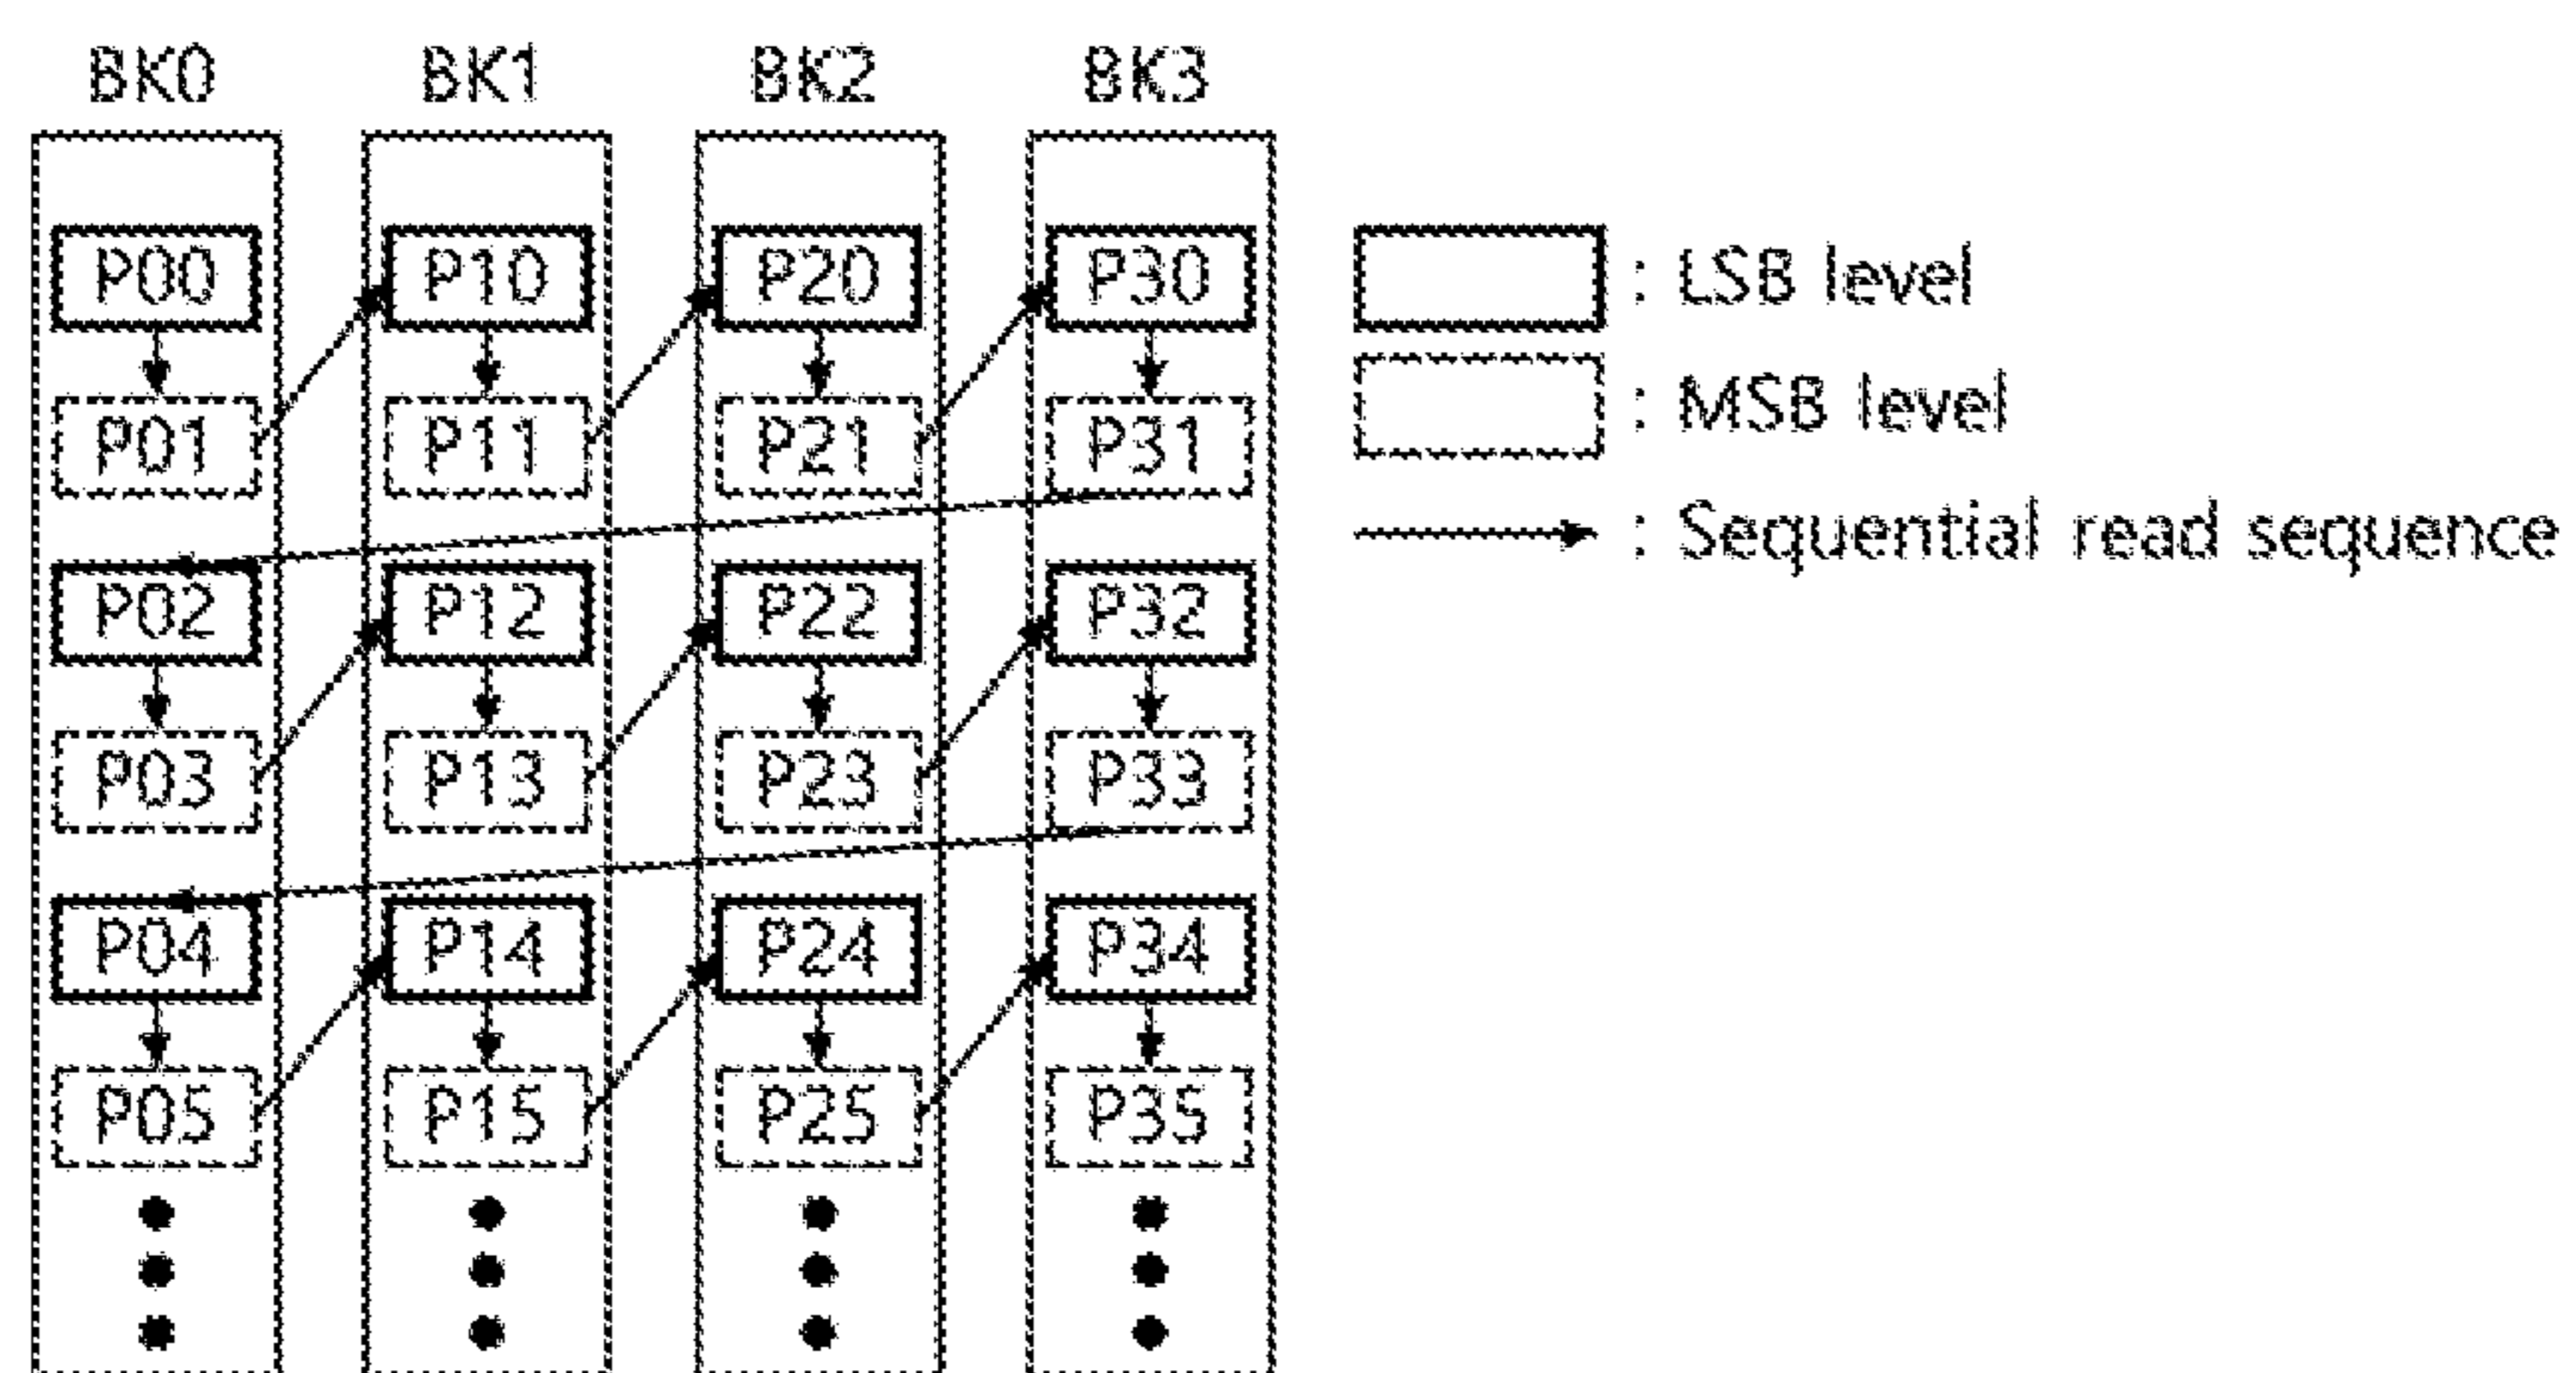 BK0 BK1 BK2 BK3
P00 P10 P20 P30 : LSB level
P01 P11 P21 P31 : MSB level
: Sequential read sequence
P02 P12 P22 P32
P03 P13 P23 P33
P04 P14 P24 P34
P05 P15 P25 P35